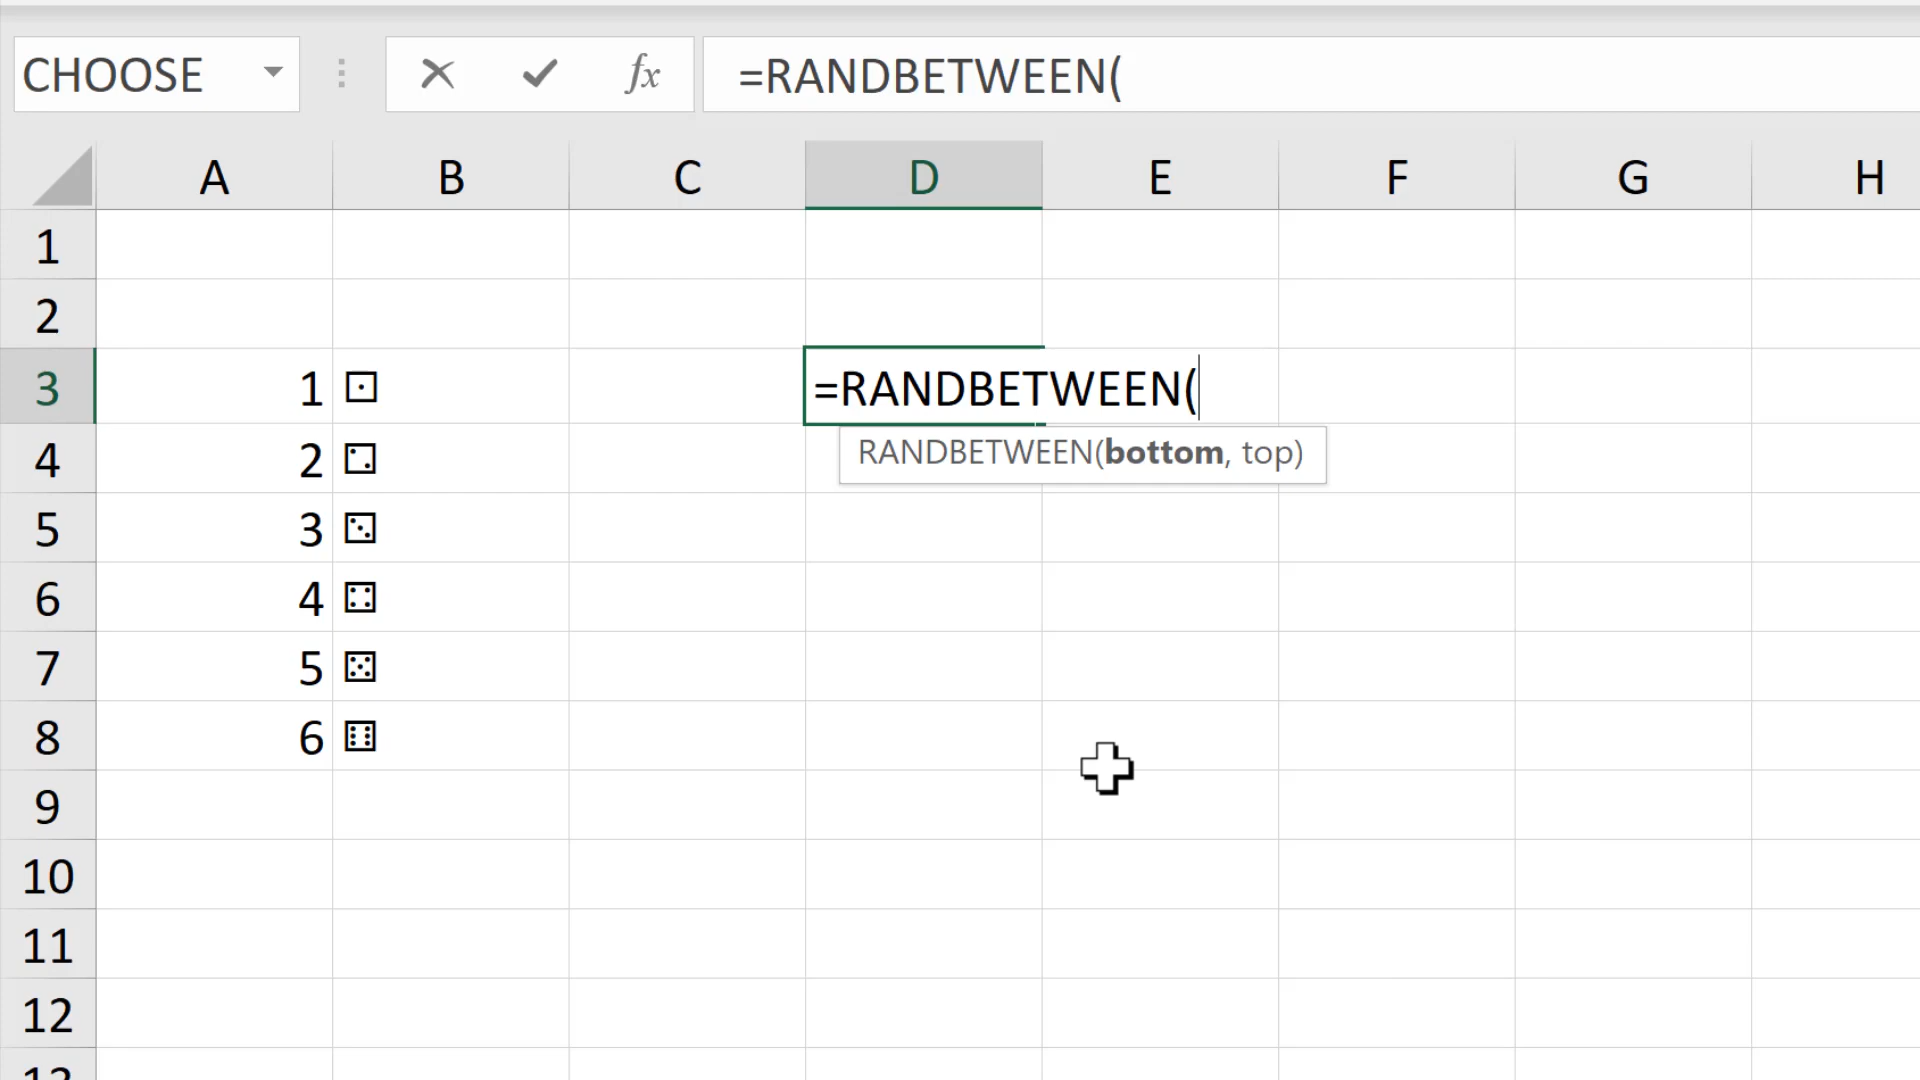 CHOOSE fx =RANDBETWEEN(
A B C D E F G H
1
2
3 1 ⚀ =RANDBETWEEN(
4 2 ⚁ RANDBETWEEN(bottom, top)
5 3 ⚂
6 4 ⚃
7 5 ⚄
8 6 ⚅
9
10
11
12
13